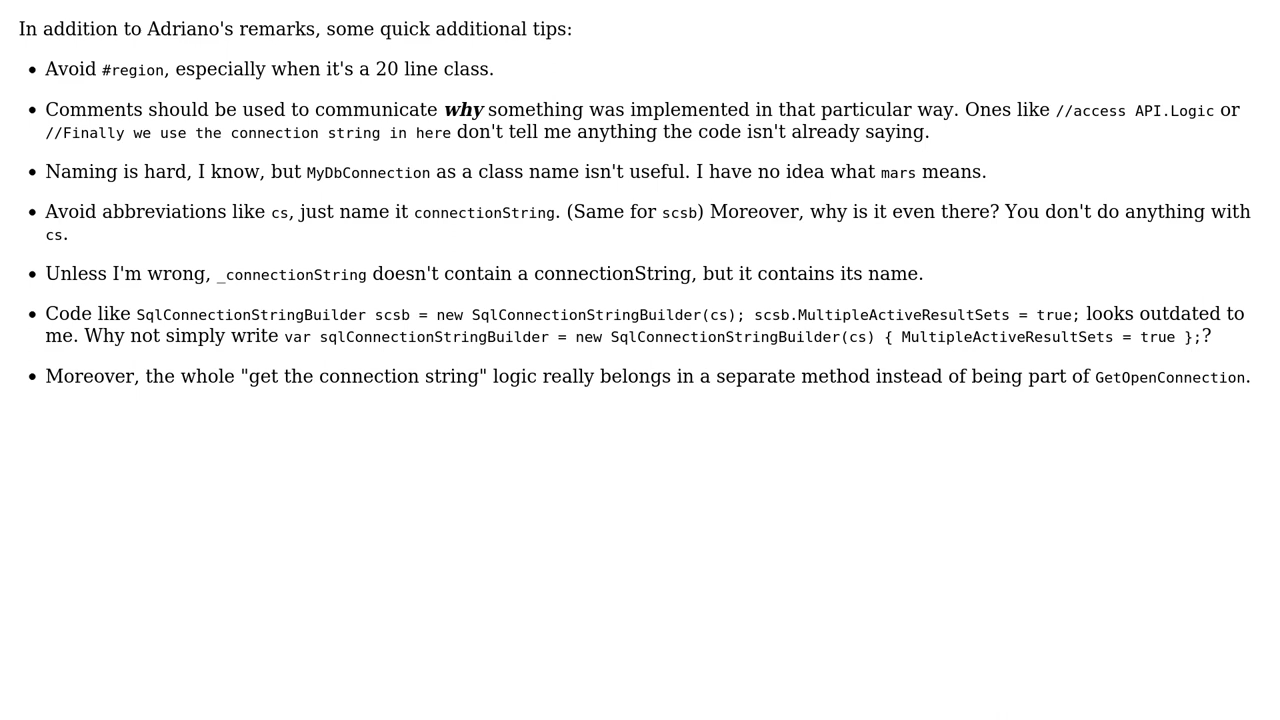 In addition to Adriano's remarks, some quick additional tips:
• Avoid #region, especially when it's a 20 line class.
• Comments should be used to communicate why something was implemented in that particular way. Ones like //access API.Logic or
//Finally we use the connection string in here don't tell me anything the code isn't already saying.
• Naming is hard, I know, but MyDbConnection as a class name isn't useful. I have no idea what mars means.
• Avoid abbreviations like cs, just name it connectionString. (Same for scsb) Moreover, why is it even there? You don't do anything with
cs.
• Unless I'm wrong, _connectionString doesn't contain a connectionString, but it contains its name.
• Code like SqlConnectionStringBuilder scsb = new SqlConnectionStringBuilder(cs); scsb.MultipleActiveResultSets = true; looks outdated to
me. Why not simply write var sqlConnectionStringBuilder = new SqlConnectionStringBuilder(cs) { MultipleActiveResultSets = true };?
• Moreover, the whole "get the connection string" logic really belongs in a separate method instead of being part of GetOpenConnection.